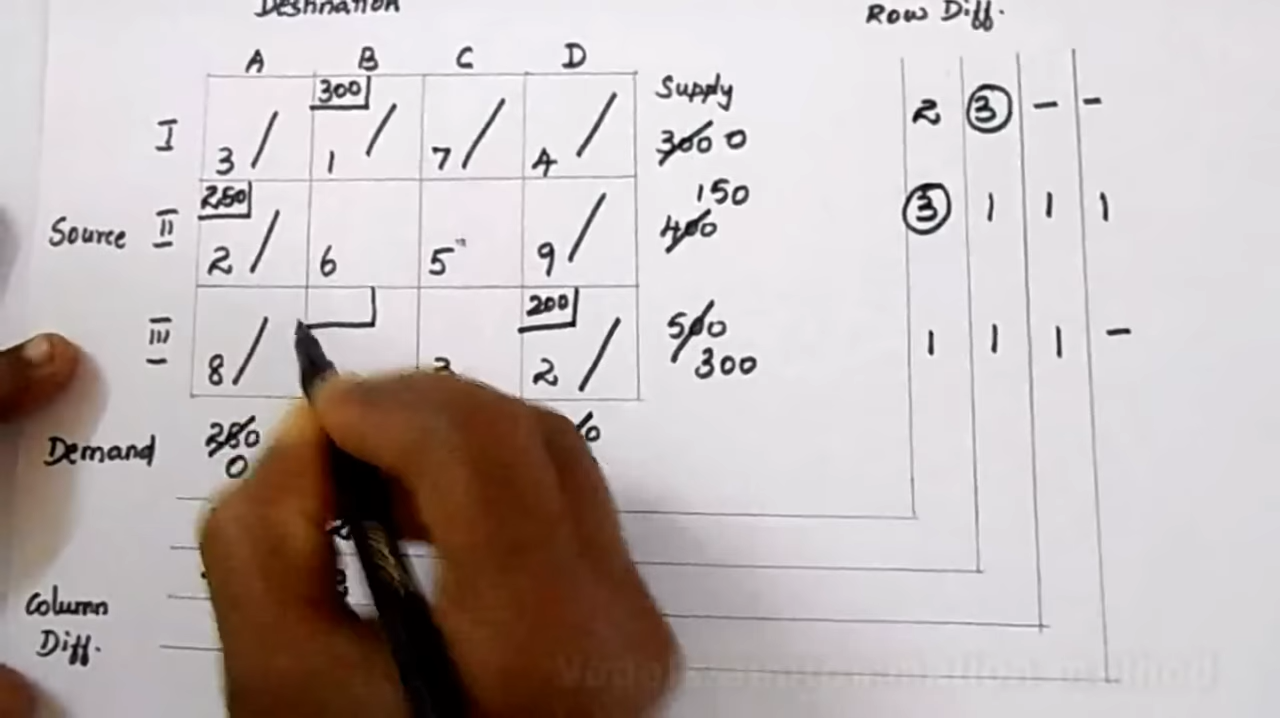 Destination
Row Diff.
A B C D
Supply
300
I 3 1 7 4 300 0
2 3 - -
250
150
Source II 2 6 5 9 400
3 1 1 1
200
III 8 2 500
300
1 1 1 -
Demand 250
0
Column
Diff.